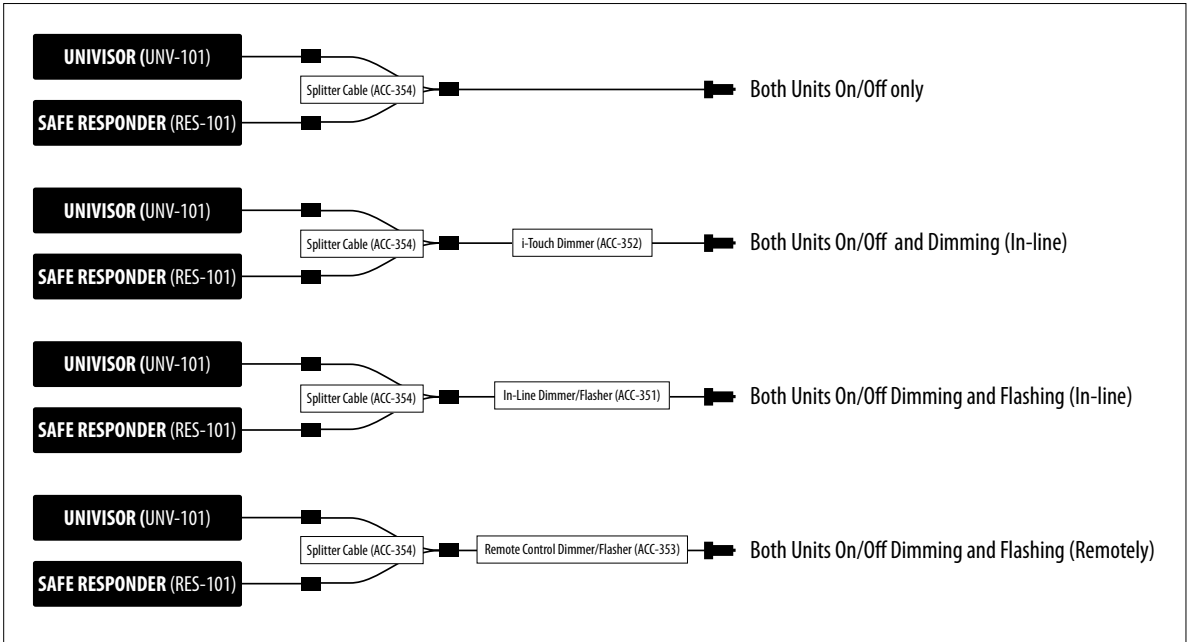 UNIVISOR (UNV-101)
Splitter Cable (ACC-354)
Both Units On/Off only
SAFE RESPONDER (RES-101)
UNIVISOR (UNV-101)
Splitter Cable (ACC-354)
i-Touch Dimmer (ACC-352)
Both Units On/Off and Dimming (In-line)
SAFE RESPONDER (RES-101)
UNIVISOR (UNV-101)
Splitter Cable (ACC-354)
In-Line Dimmer/Flasher (ACC-351)
Both Units On/Off Dimming and Flashing (In-line)
SAFE RESPONDER (RES-101)
UNIVISOR (UNV-101)
Splitter Cable (ACC-354)
Remote Control Dimmer/Flasher (ACC-353)
Both Units On/Off Dimming and Flashing (Remotely)
SAFE RESPONDER (RES-101)